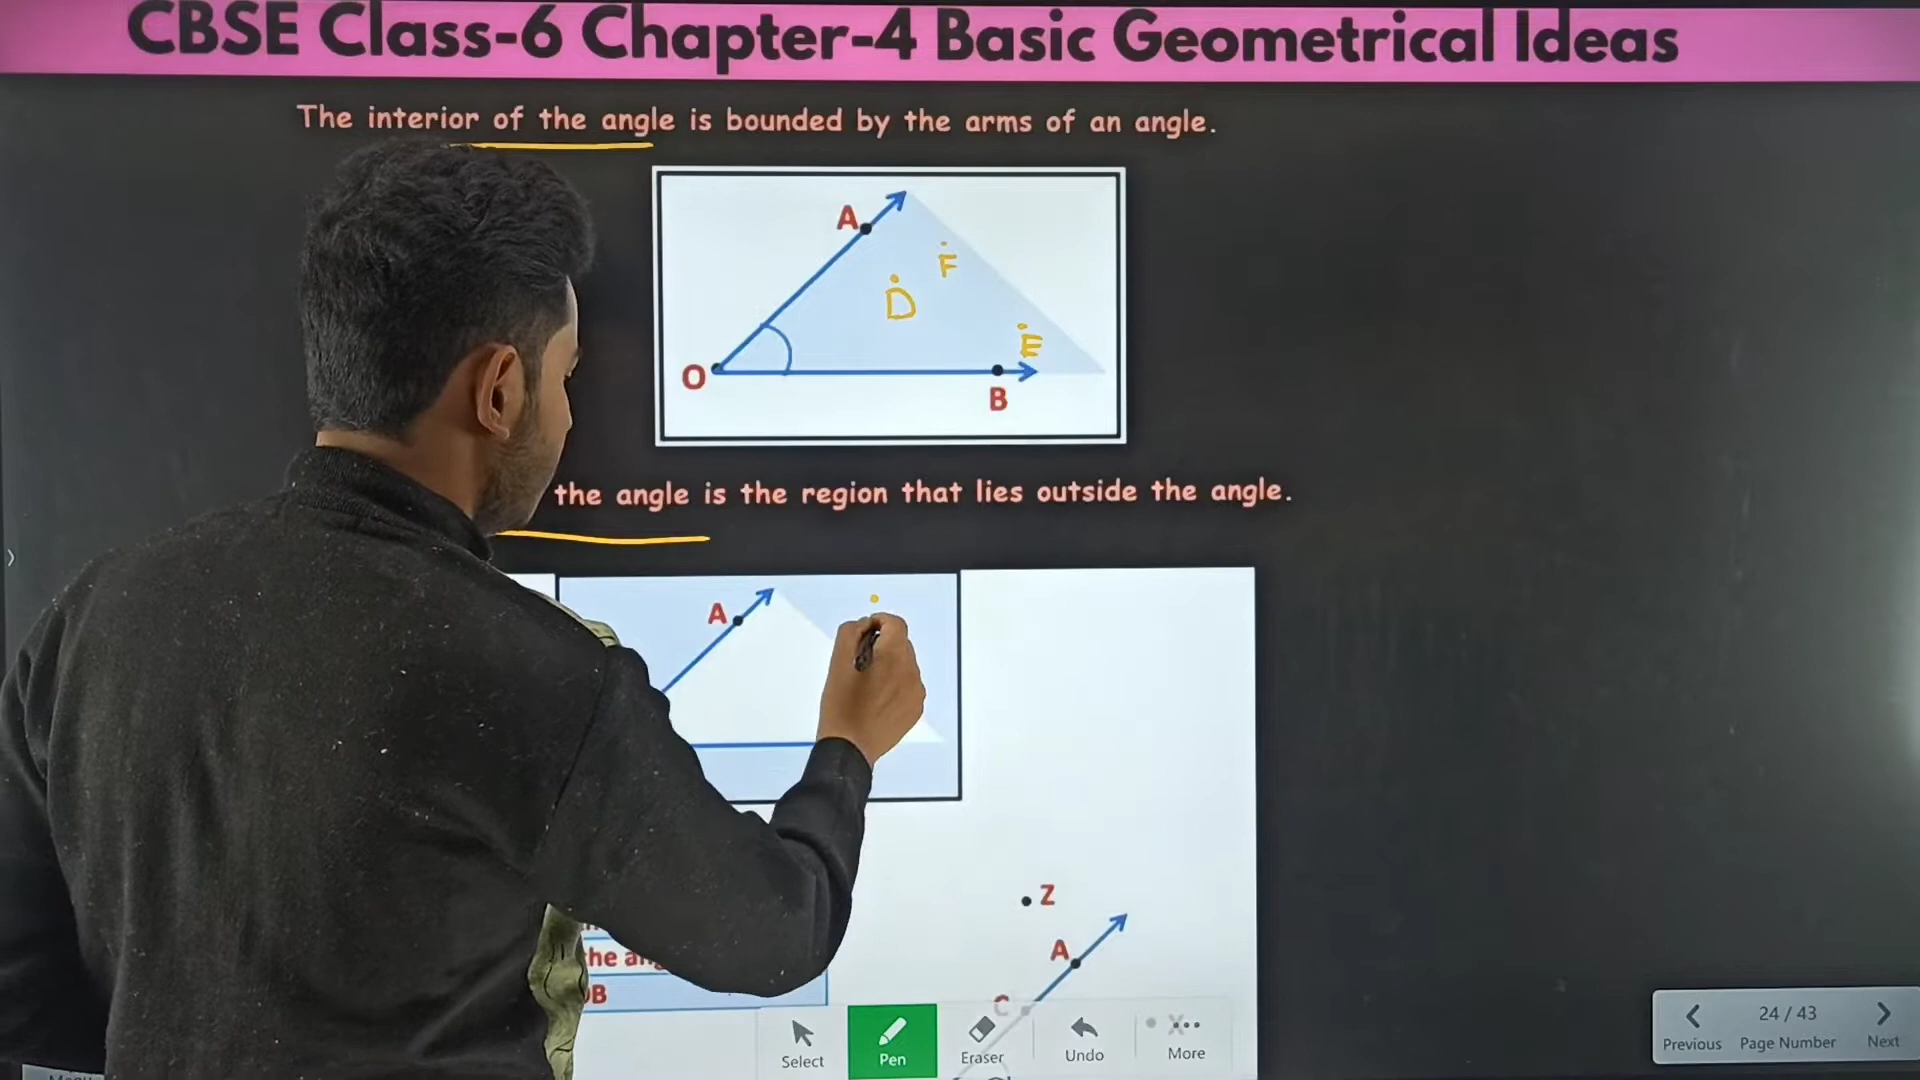 CBSE Class-6 Chapter-4 Basic Geometrical Ideas
The interior of the angle is bounded by the arms of an angle.
A
F
D
E
O
B
the angle is the region that lies outside the angle.
A
Z
A
the
C
X
Select
Pen
Eraser
Undo
More
24 / 43
Previous
Page Number
Next